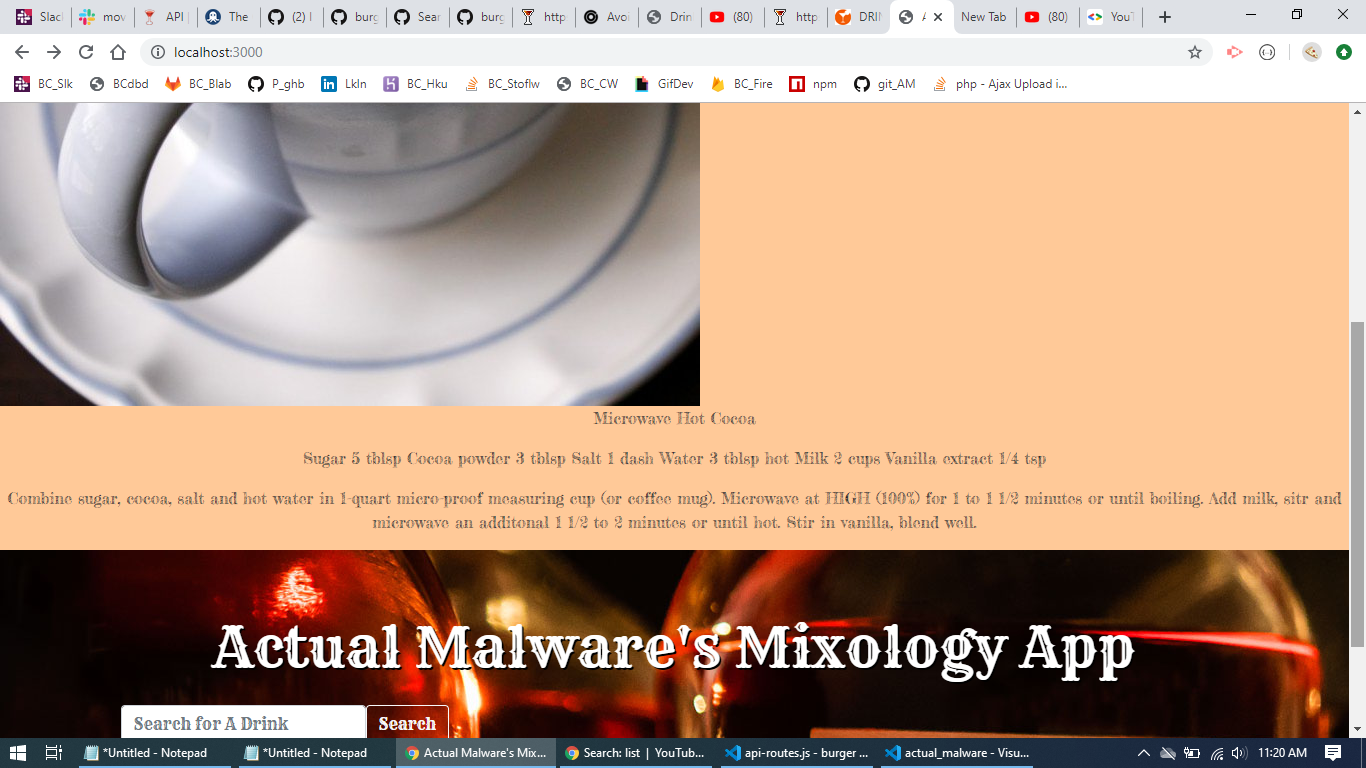 Slacl
mov
API |
The
(2) I
burg
Sear
burg
http
Avo
Drin
(80)
http
DRII
A
New Tab
(80)
YouT
localhost:3000
BC_Slk
BCdbd
BC_Blab
P_ghb
LkIn
BC_Hku
BC_Stoflw
BC_CW
GifDev
BC_Fire
npm
git_AM
php - Ajax Upload i...
Microwave Hot Cocoa
Sugar 5 tblsp Cocoa powder 3 tblsp Salt 1 dash Water 3 tblsp hot Milk 2 cups Vanilla extract 1/4 tsp
Combine sugar, cocoa, salt and hot water in 1-quart micro-proof measuring cup (or coffee mug). Microwave at HIGH (100%) for 1 to 1 1/2 minutes or until boiling. Add milk, sitr and
microwave an additonal 1 1/2 to 2 minutes or until hot. Stir in vanilla, blend well.
Actual Malware's Mixology App
Search for A Drink
Search
*Untitled - Notepad
*Untitled - Notepad
Actual Malware's Mix...
Search: list | YouTub...
api-routes.js - burger ...
actual_malware - Visu...
11:20 AM